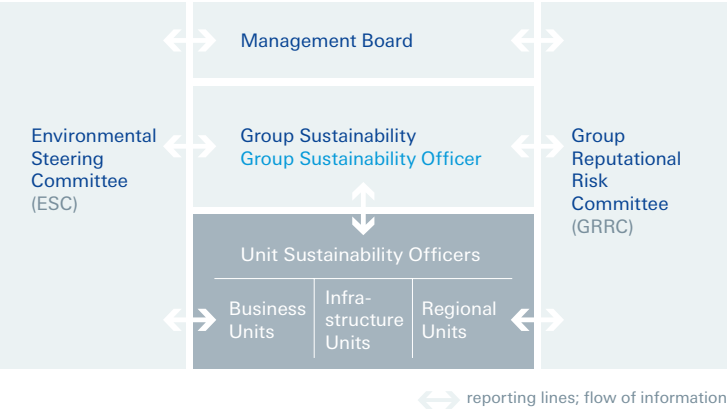 Management Board
Environmental
Steering
Committee
(ESC)
Group Sustainability
Group Sustainability Officer
Group
Reputational
Risk
Committee
(GRRC)
Unit Sustainability Officers
Business
Units
Infra-
structure
Units
Regional
Units
reporting lines; flow of information